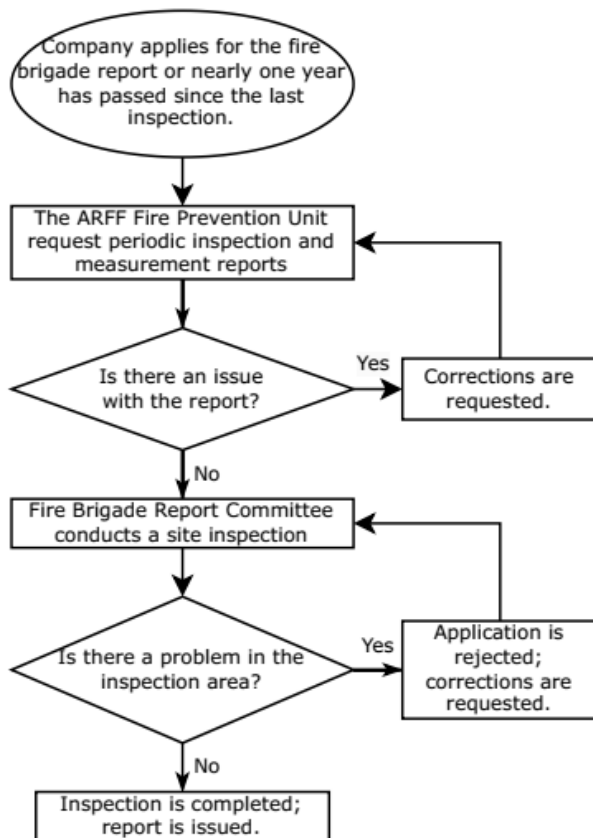 Company applies for the fire
brigade report or nearly one year
has passed since the last
inspection.
The ARFF Fire Prevention Unit
request periodic inspection and
measurement reports
Is there an issue
with the report?
Yes
Corrections are
requested.
No
Fire Brigade Report Committee
conducts a site inspection
Is there a problem in the
inspection area?
Yes
Application is
rejected;
corrections are
requested.
No
Inspection is completed;
report is issued.